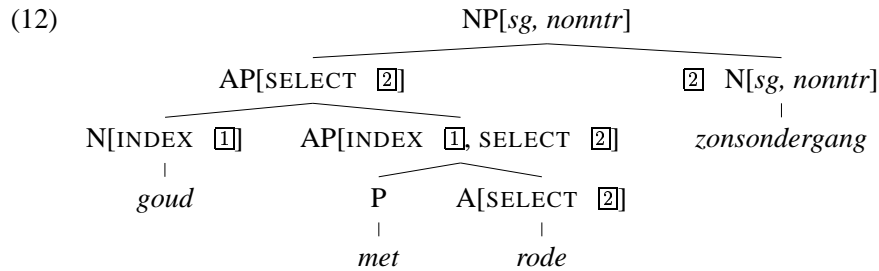 (12) NP[sg, nonntr]
AP[SELECT 2] 2 N[sg, nonntr]
N[INDEX 1] AP[INDEX 1, SELECT 2] zonsondergang
goud P A[SELECT 2]
met rode